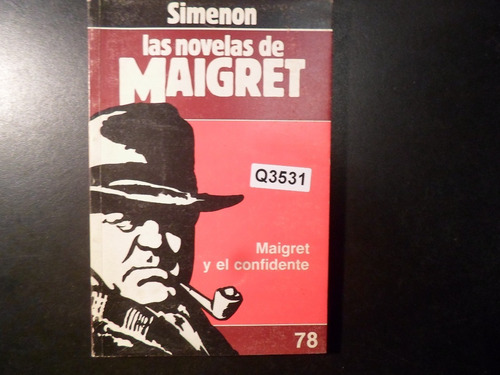 Simenon
las novelas de
MAIGRET
Q3531
Maigret
y el confidente
78